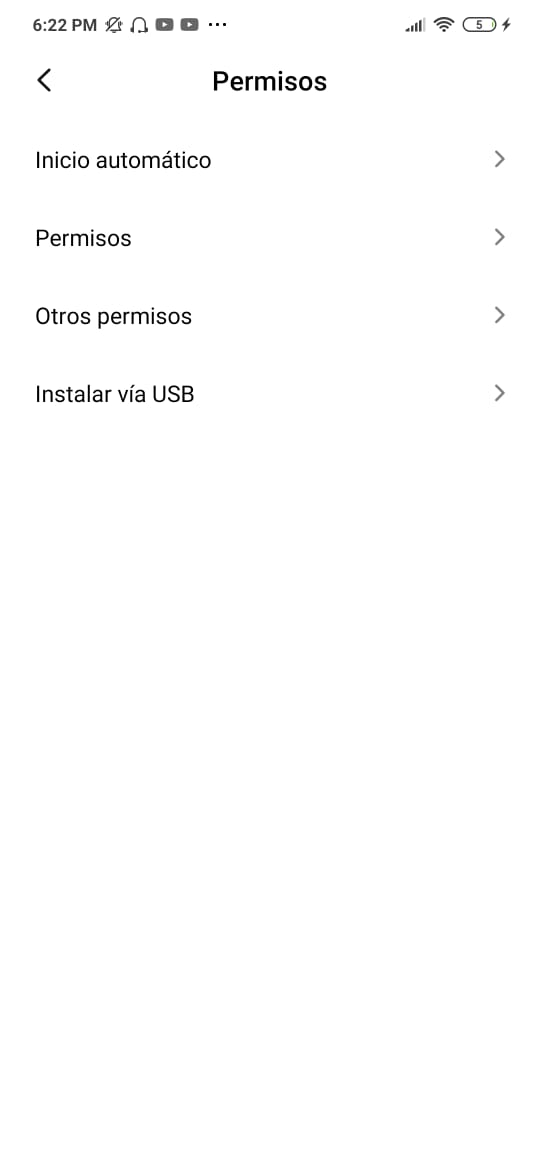 6:22 PM ... 5
Permisos
Inicio automático
Permisos
Otros permisos
Instalar vía USB